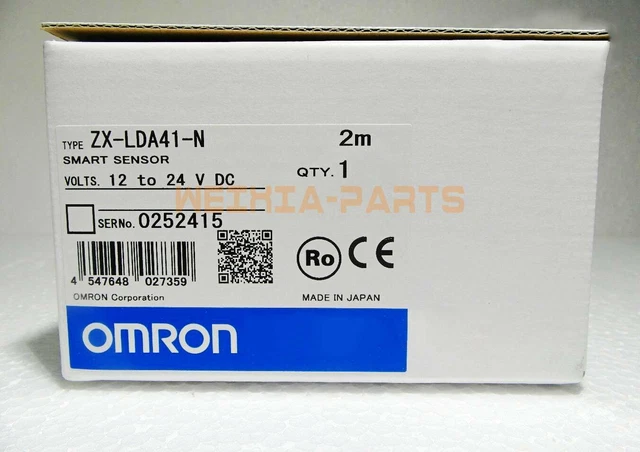 TYPE ZX-LDA41-N 2m
SMART SENSOR
QTY. 1
VOLTS. 12 to 24 V DC
WEIHIA-PARTS
SERNo. 0252415
4 547648 027359
Ro CE
OMRON Corporation
MADE IN JAPAN
OMRON